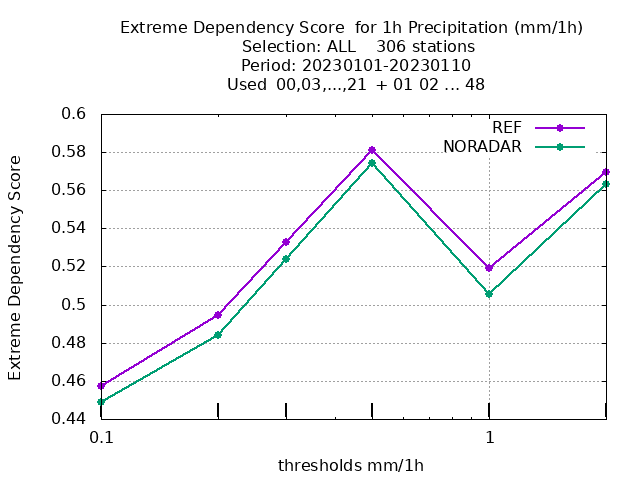 Extreme Dependency Score  for 1h Precipitation (mm/1h)
Selection: ALL    306 stations
Period: 20230101-20230110
Used  00,03,...,21  + 01 02 ... 48
REF
NORADAR
0.6
0.58
0.56
0.54
0.52
0.5
0.48
0.46
0.44
Extreme Dependency Score
0.1
1
thresholds mm/1h